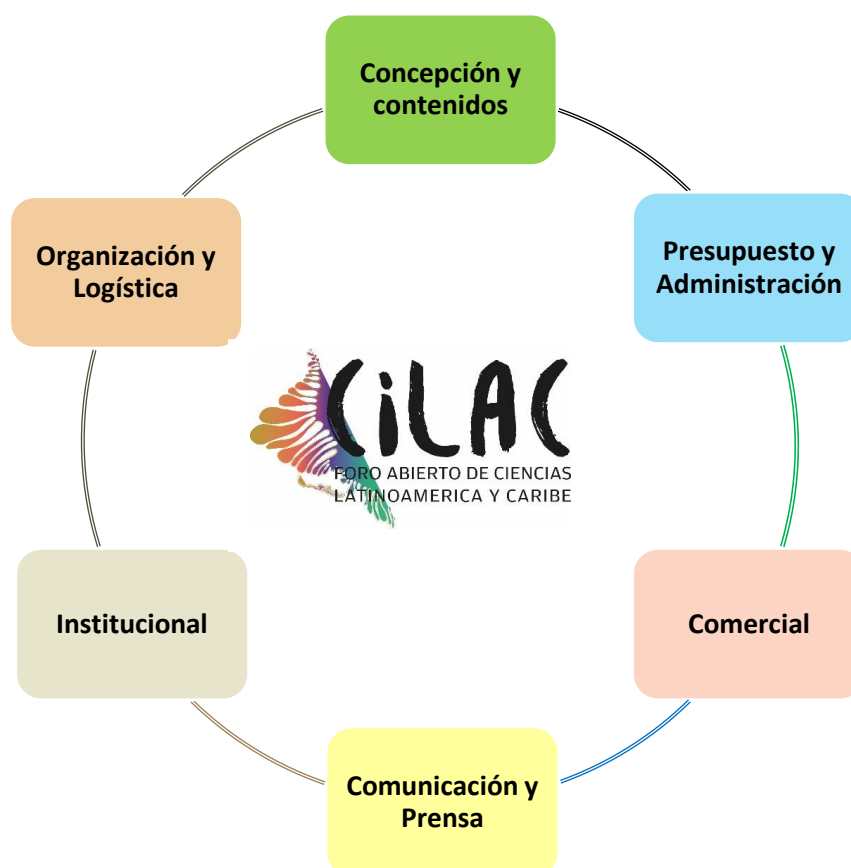 Concepción y
contenidos
Presupuesto y
Administración
Comercial
Comunicación y
Prensa
Institucional
Organización y
Logística
CiLAC
FORO ABIERTO DE CIENCIAS
LATINOAMERICA Y CARIBE